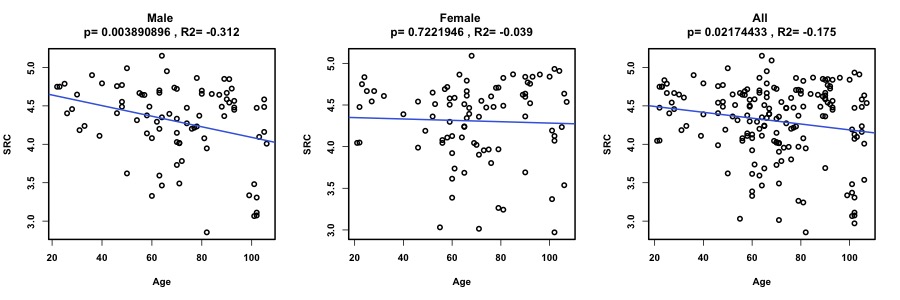 Male
p= 0.003890896 , R2= -0.312
SRC
5.0
4.5
4.0
3.5
3.0
20 40 60 80 100
Age
Female
p= 0.7221946 , R2= -0.039
SRC
5.0
4.5
4.0
3.5
3.0
20 40 60 80 100
Age
All
p= 0.02174433 , R2= -0.175
SRC
5.0
4.5
4.0
3.5
3.0
20 40 60 80 100
Age